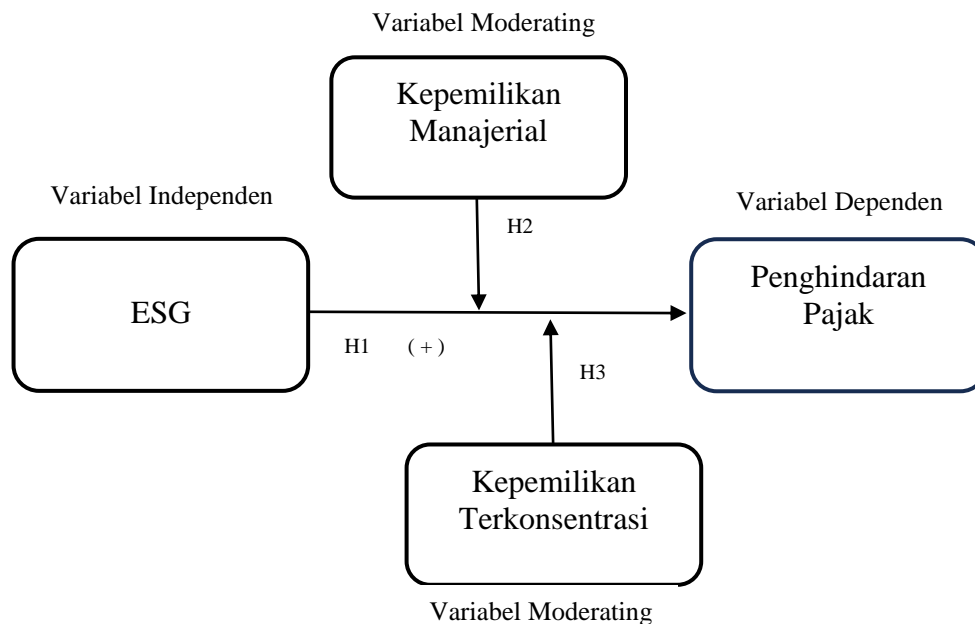 Variabel Moderating
Kepemilikan
Manajerial
Variabel Independen
Variabel Dependen
H2
ESG
Penghindaran
Pajak
H1 ( + )
H3
Kepemilikan
Terkonsentrasi
Variabel Moderating